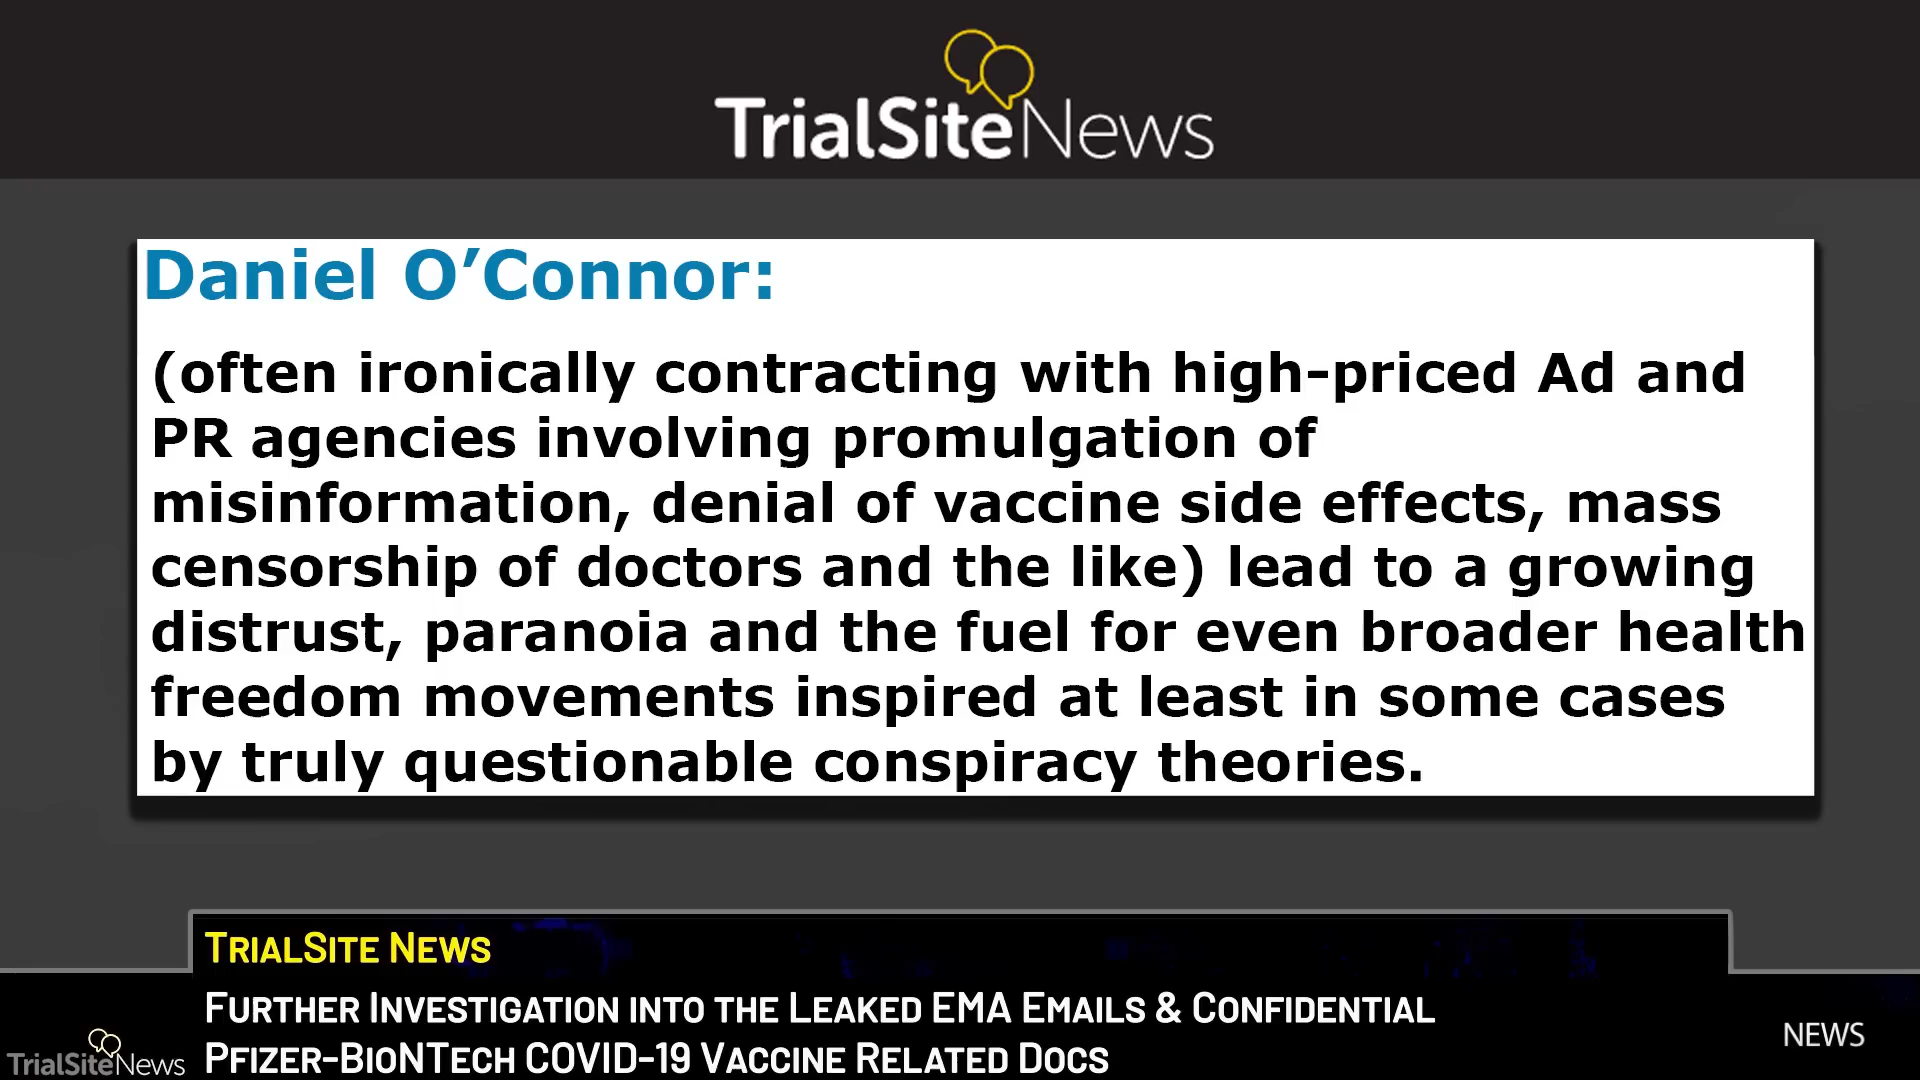 TrialSiteNews
Daniel O’Connor:
(often ironically contracting with high-priced Ad and
PR agencies involving promulgation of
misinformation, denial of vaccine side effects, mass
censorship of doctors and the like) lead to a growing
distrust, paranoia and the fuel for even broader health
freedom movements inspired at least in some cases
by truly questionable conspiracy theories.
TrialSite News
Further Investigation into the Leaked EMA Emails & Confidential
Pfizer-BioNTech COVID-19 Vaccine Related Docs
TrialSiteNews
NEWS